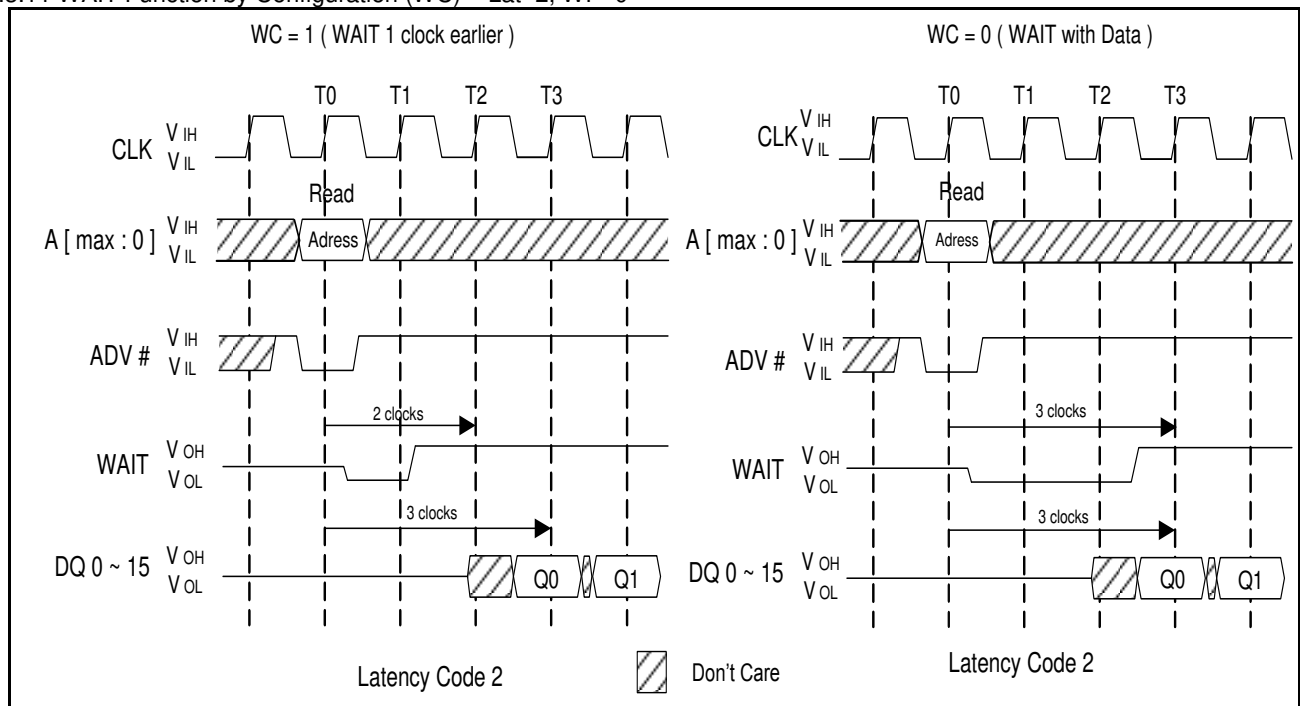 WC = 1 ( WAIT 1 clock earlier )
T0 T1 T2 T3
CLK V IH
V IL
Read
A [ max : 0 ] V IH
V IL
Adress
ADV # V IH
V IL
2 clocks
WAIT V OH
V OL
3 clocks
DQ 0 ~ 15 V OH
V OL
Q0 Q1
Latency Code 2
WC = 0 ( WAIT with Data )
T0 T1 T2 T3
CLK V IH
V IL
Read
A [ max : 0 ] V IH
V IL
Adress
ADV # V IH
V IL
3 clocks
WAIT V OH
V OL
3 clocks
DQ 0 ~ 15 V OH
V OL
Q0 Q1
Latency Code 2
Don't Care